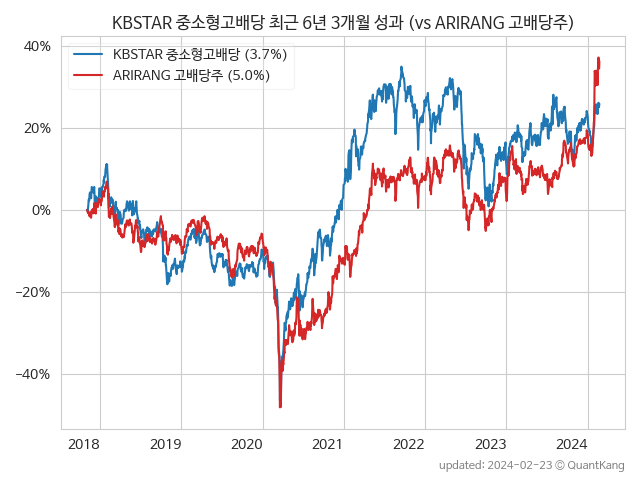 KBSTAR 중소형고배당 최근 6년 3개월 성과 (vs ARIRANG 고배당주)
KBSTAR 중소형고배당 (3.7%)
ARIRANG 고배당주 (5.0%)
40%
20%
0%
−20%
−40%
2018 2019 2020 2021 2022 2023 2024
updated: 2024-02-23 © QuantKang